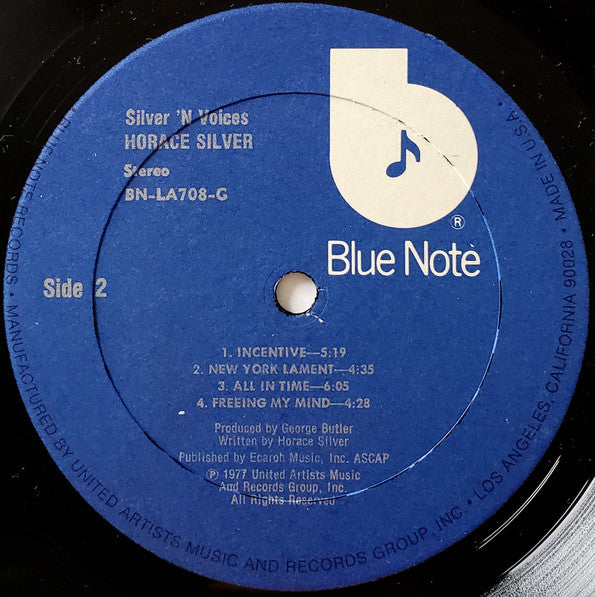 Silver 'N Voices
HORACE SILVER
Stereo
BN-LA708-G
®
Blue Note
Side 2
1. INCENTIVE—5:19
2. NEW YORK LAMENT—4:35
3. ALL IN TIME—6:05
4. FREEING MY MIND—4:28
Produced by George Butler
Written by Horace Silver
Published by Ecaroh Music, Inc. ASCAP
℗ 1977 United Artists Music
And Records Group, Inc.
All Rights Reserved
BLUE NOTE RECORDS • MANUFACTURED BY UNITED ARTISTS MUSIC AND RECORDS GROUP, INC. • LOS ANGELES, CALIFORNIA 90028 • MADE IN U.S.A. •